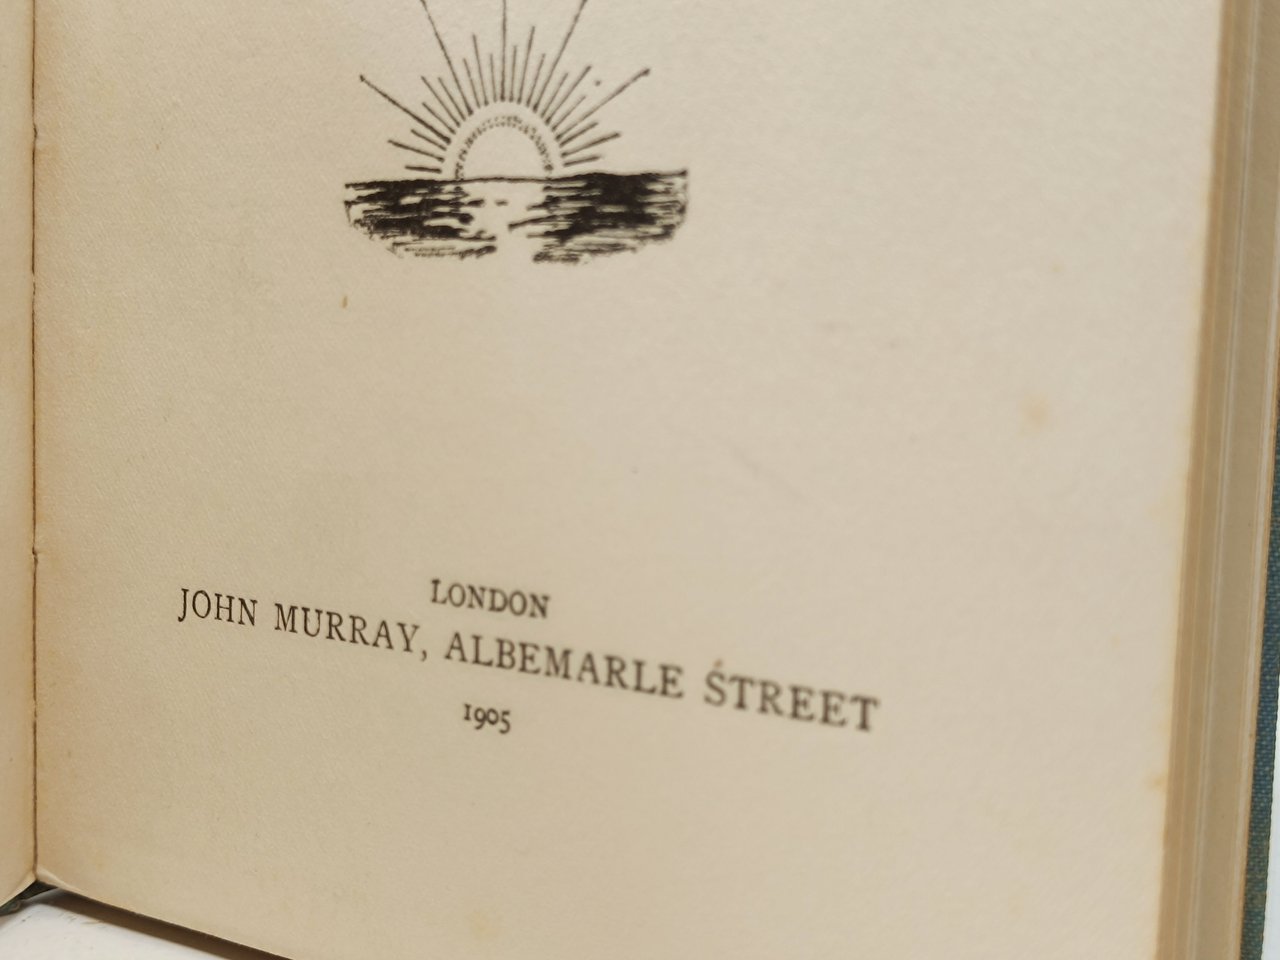 LONDON
JOHN MURRAY, ALBEMARLE STREET
1905